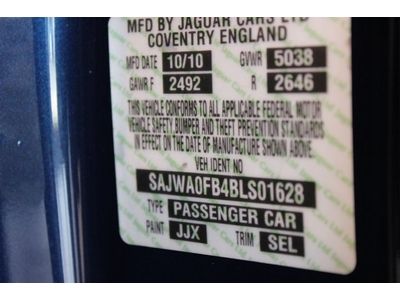 MFD BY JAGUAR CARS LTD
COVENTRY ENGLAND
MFD DATE 10/10 GVWR 5038
GAWR F 2492 R 2646
THIS VEHICLE CONFORMS TO ALL APPLICABLE FEDERAL MOTOR
VEHICLE SAFETY, BUMPER AND THEFT PREVENTION STANDARDS
IN EFFECT ON THE DATE OF MANUFACTURE SHOWN ABOVE.
VEH IDENT NO
SAJWA0FB4BLS01628
TYPE PASSENGER CAR
PAINT JJX TRIM SEL